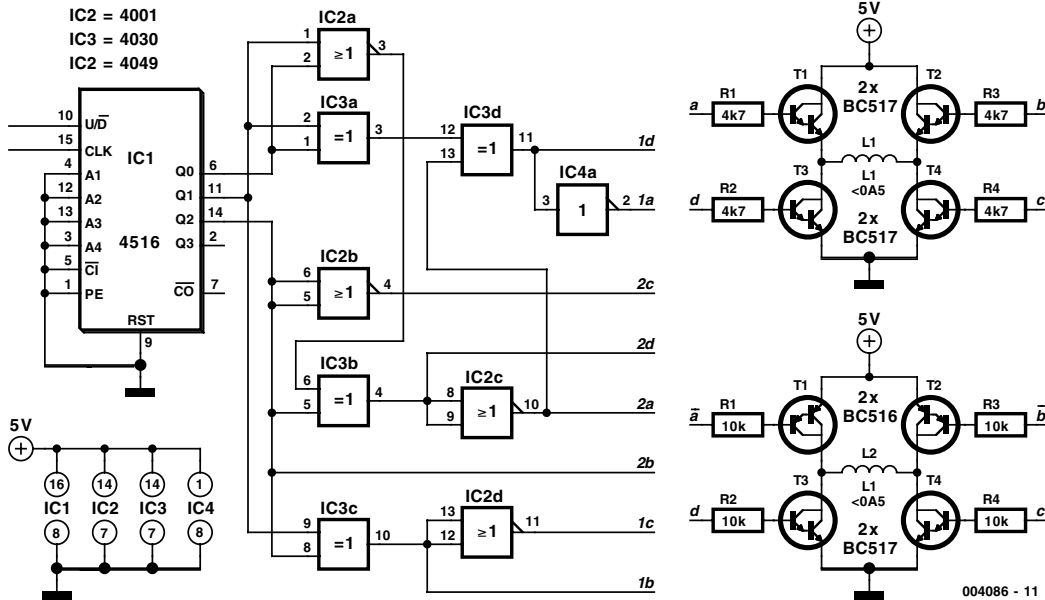 IC2 = 4001
IC3 = 4030
IC2 = 4049
IC1
4516
10 U/D̅
15 CLK
4 A1
12 A2
13 A3
3 A4
5 C̅I̅
1 PE
Q0 6
Q1 11
Q2 14
Q3 2
C̅O̅ 7
RST
9
IC2a
1
2
≥1
3
IC3a
2
1
=1
3
IC3d
12
13
=1
11
IC4a
3
1
2
1d
1a
IC2b
6
5
≥1
4
2c
IC3b
6
5
=1
4
2d
IC2c
8
9
≥1
10
2a
2b
IC3c
9
8
=1
10
IC2d
13
12
≥1
11
1c
1b
5V
16 14 14 1
IC1 IC2 IC3 IC4
8 7 7 8
5V
T1 T2
2x
BC517
a R1 4k7
R3 4k7 b
L1
L1
<0A5
T3 T4
d R2 4k7
R4 4k7 c
2x
BC517
5V
T1 T2
2x
BC516
a̅ R1 10k
R3 10k b̅
L2
L1
<0A5
T3 T4
d R2 10k
R4 10k c
2x
BC517
004086 - 11